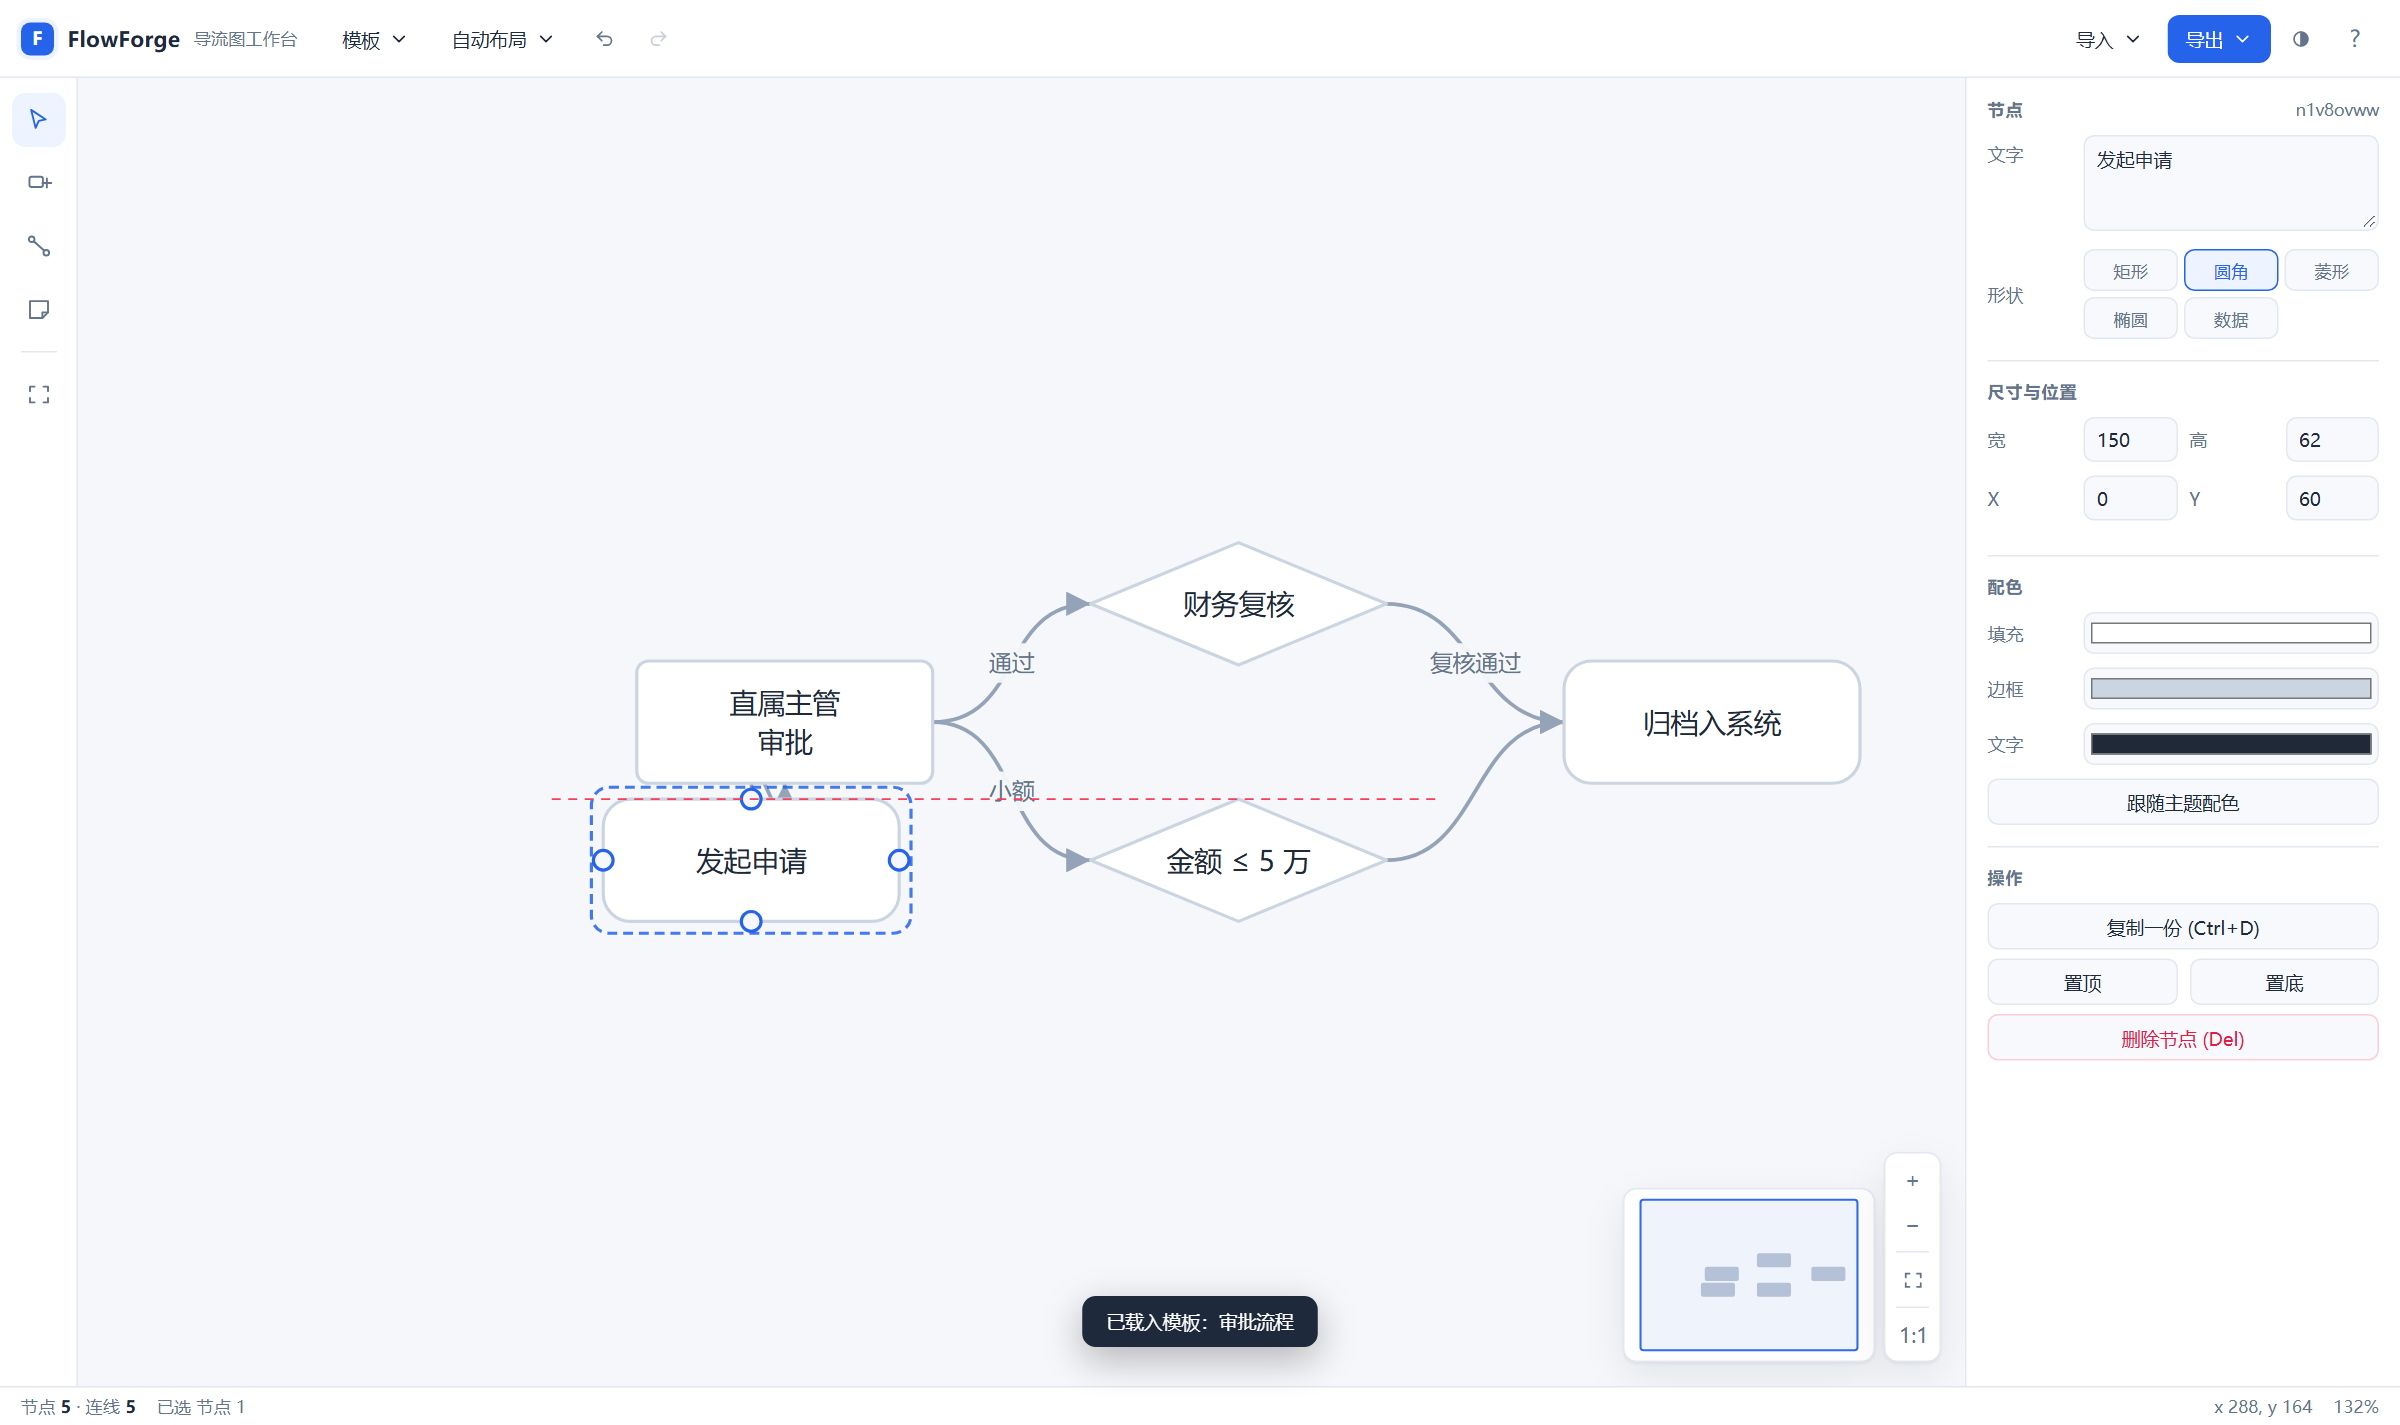 F FlowForge 导流图工作台 模板 自动布局 导入 导出 ?
节点 n1v8ovww
文字 发起申请
形状 矩形 圆角 菱形
椭圆 数据
尺寸与位置
宽 150 高 62
X 0 Y 60
配色
填充
边框
文字
跟随主题配色
操作
复制一份 (Ctrl+D)
置顶 置底
删除节点 (Del)
财务复核
通过
复核通过
直属主管
审批
归档入系统
小额
发起申请
金额 ≤ 5 万
+
−
1:1
已载入模板：审批流程
节点 5 · 连线 5 已选 节点 1 x 288, y 164 132%